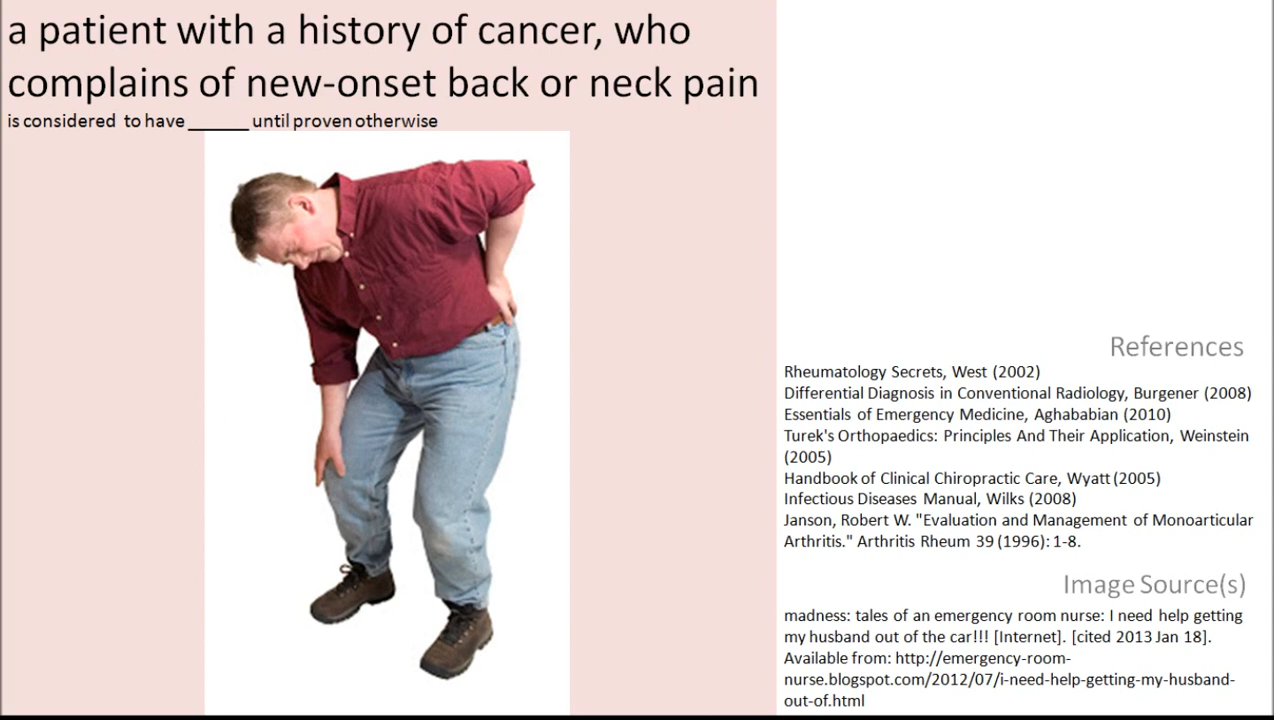 a patient with a history of cancer, who
complains of new-onset back or neck pain
is considered to have ______ until proven otherwise
References
Rheumatology Secrets, West (2002)
Differential Diagnosis in Conventional Radiology, Burgener (2008)
Essentials of Emergency Medicine, Aghababian (2010)
Turek's Orthopaedics: Principles And Their Application, Weinstein
(2005)
Handbook of Clinical Chiropractic Care, Wyatt (2005)
Infectious Diseases Manual, Wilks (2008)
Janson, Robert W. "Evaluation and Management of Monoarticular
Arthritis." Arthritis Rheum 39 (1996): 1-8.
Image Source(s)
madness: tales of an emergency room nurse: I need help getting
my husband out of the car!!! [Internet]. [cited 2013 Jan 18].
Available from: http://emergency-room-
nurse.blogspot.com/2012/07/i-need-help-getting-my-husband-
out-of.html